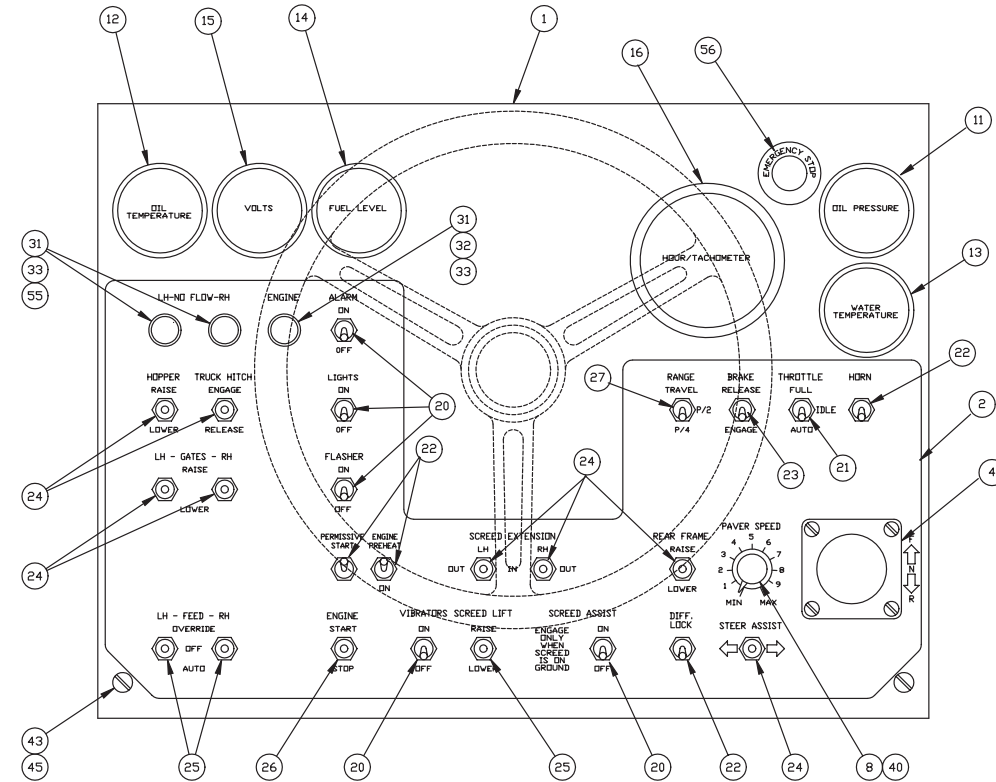 12
15
14
1
16
56
11
EMERGENCY STOP
OIL
TEMPERATURE
VOLTS
FUEL LEVEL
OIL PRESSURE
31
33
55
31
32
33
HOUR/TACHOMETER
13
WATER
TEMPERATURE
LH-NO FLOW-RH
ENGINE
ALARM
ON
OFF
22
HOPPER
RAISE
LOWER
TRUCK HITCH
ENGAGE
RELEASE
LIGHTS
ON
OFF
20
27
RANGE
TRAVEL
P/2
P/4
BRAKE
RELEASE
ENGAGE
THROTTLE
FULL
IDLE
AUTO
HORN
2
LH - GATES - RH
RAISE
LOWER
FLASHER
ON
OFF
22
24
23
21
4
24
24
PERMISSIVE
START
ENGINE
PREHEAT
ON
SCREED EXTENSION
LH
RH
OUT
IN
OUT
REAR FRAME
RAISE
LOWER
PAVER SPEED
1
2
3
4
5
6
7
8
9
MIN
MAX
F
N
R
LH - FEED - RH
OVERRIDE
OFF
AUTO
ENGINE
START
STOP
VIBRATORS
ON
OFF
SCREED LIFT
RAISE
LOWER
SCREED ASSIST
ENGAGE
ONLY
WHEN
SCREED
IS ON
GROUND
ON
OFF
DIFF.
LOCK
STEER ASSIST
43
45
25
26
20
25
20
22
24
8
40